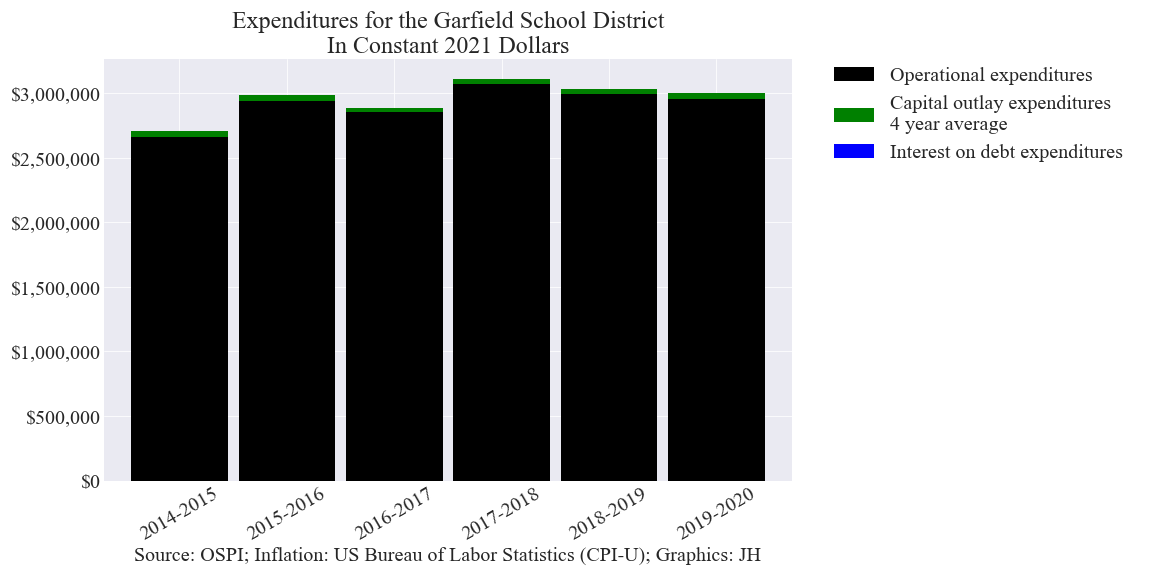 Expenditures for the Garfield School District
In Constant 2021 Dollars
$3,000,000
$2,500,000
$2,000,000
$1,500,000
$1,000,000
$500,000
$0
2014-2015
2015-2016
2016-2017
2017-2018
2018-2019
2019-2020
Source: OSPI; Inflation: US Bureau of Labor Statistics (CPI-U); Graphics: JH
Operational expenditures
Capital outlay expenditures
4 year average
Interest on debt expenditures